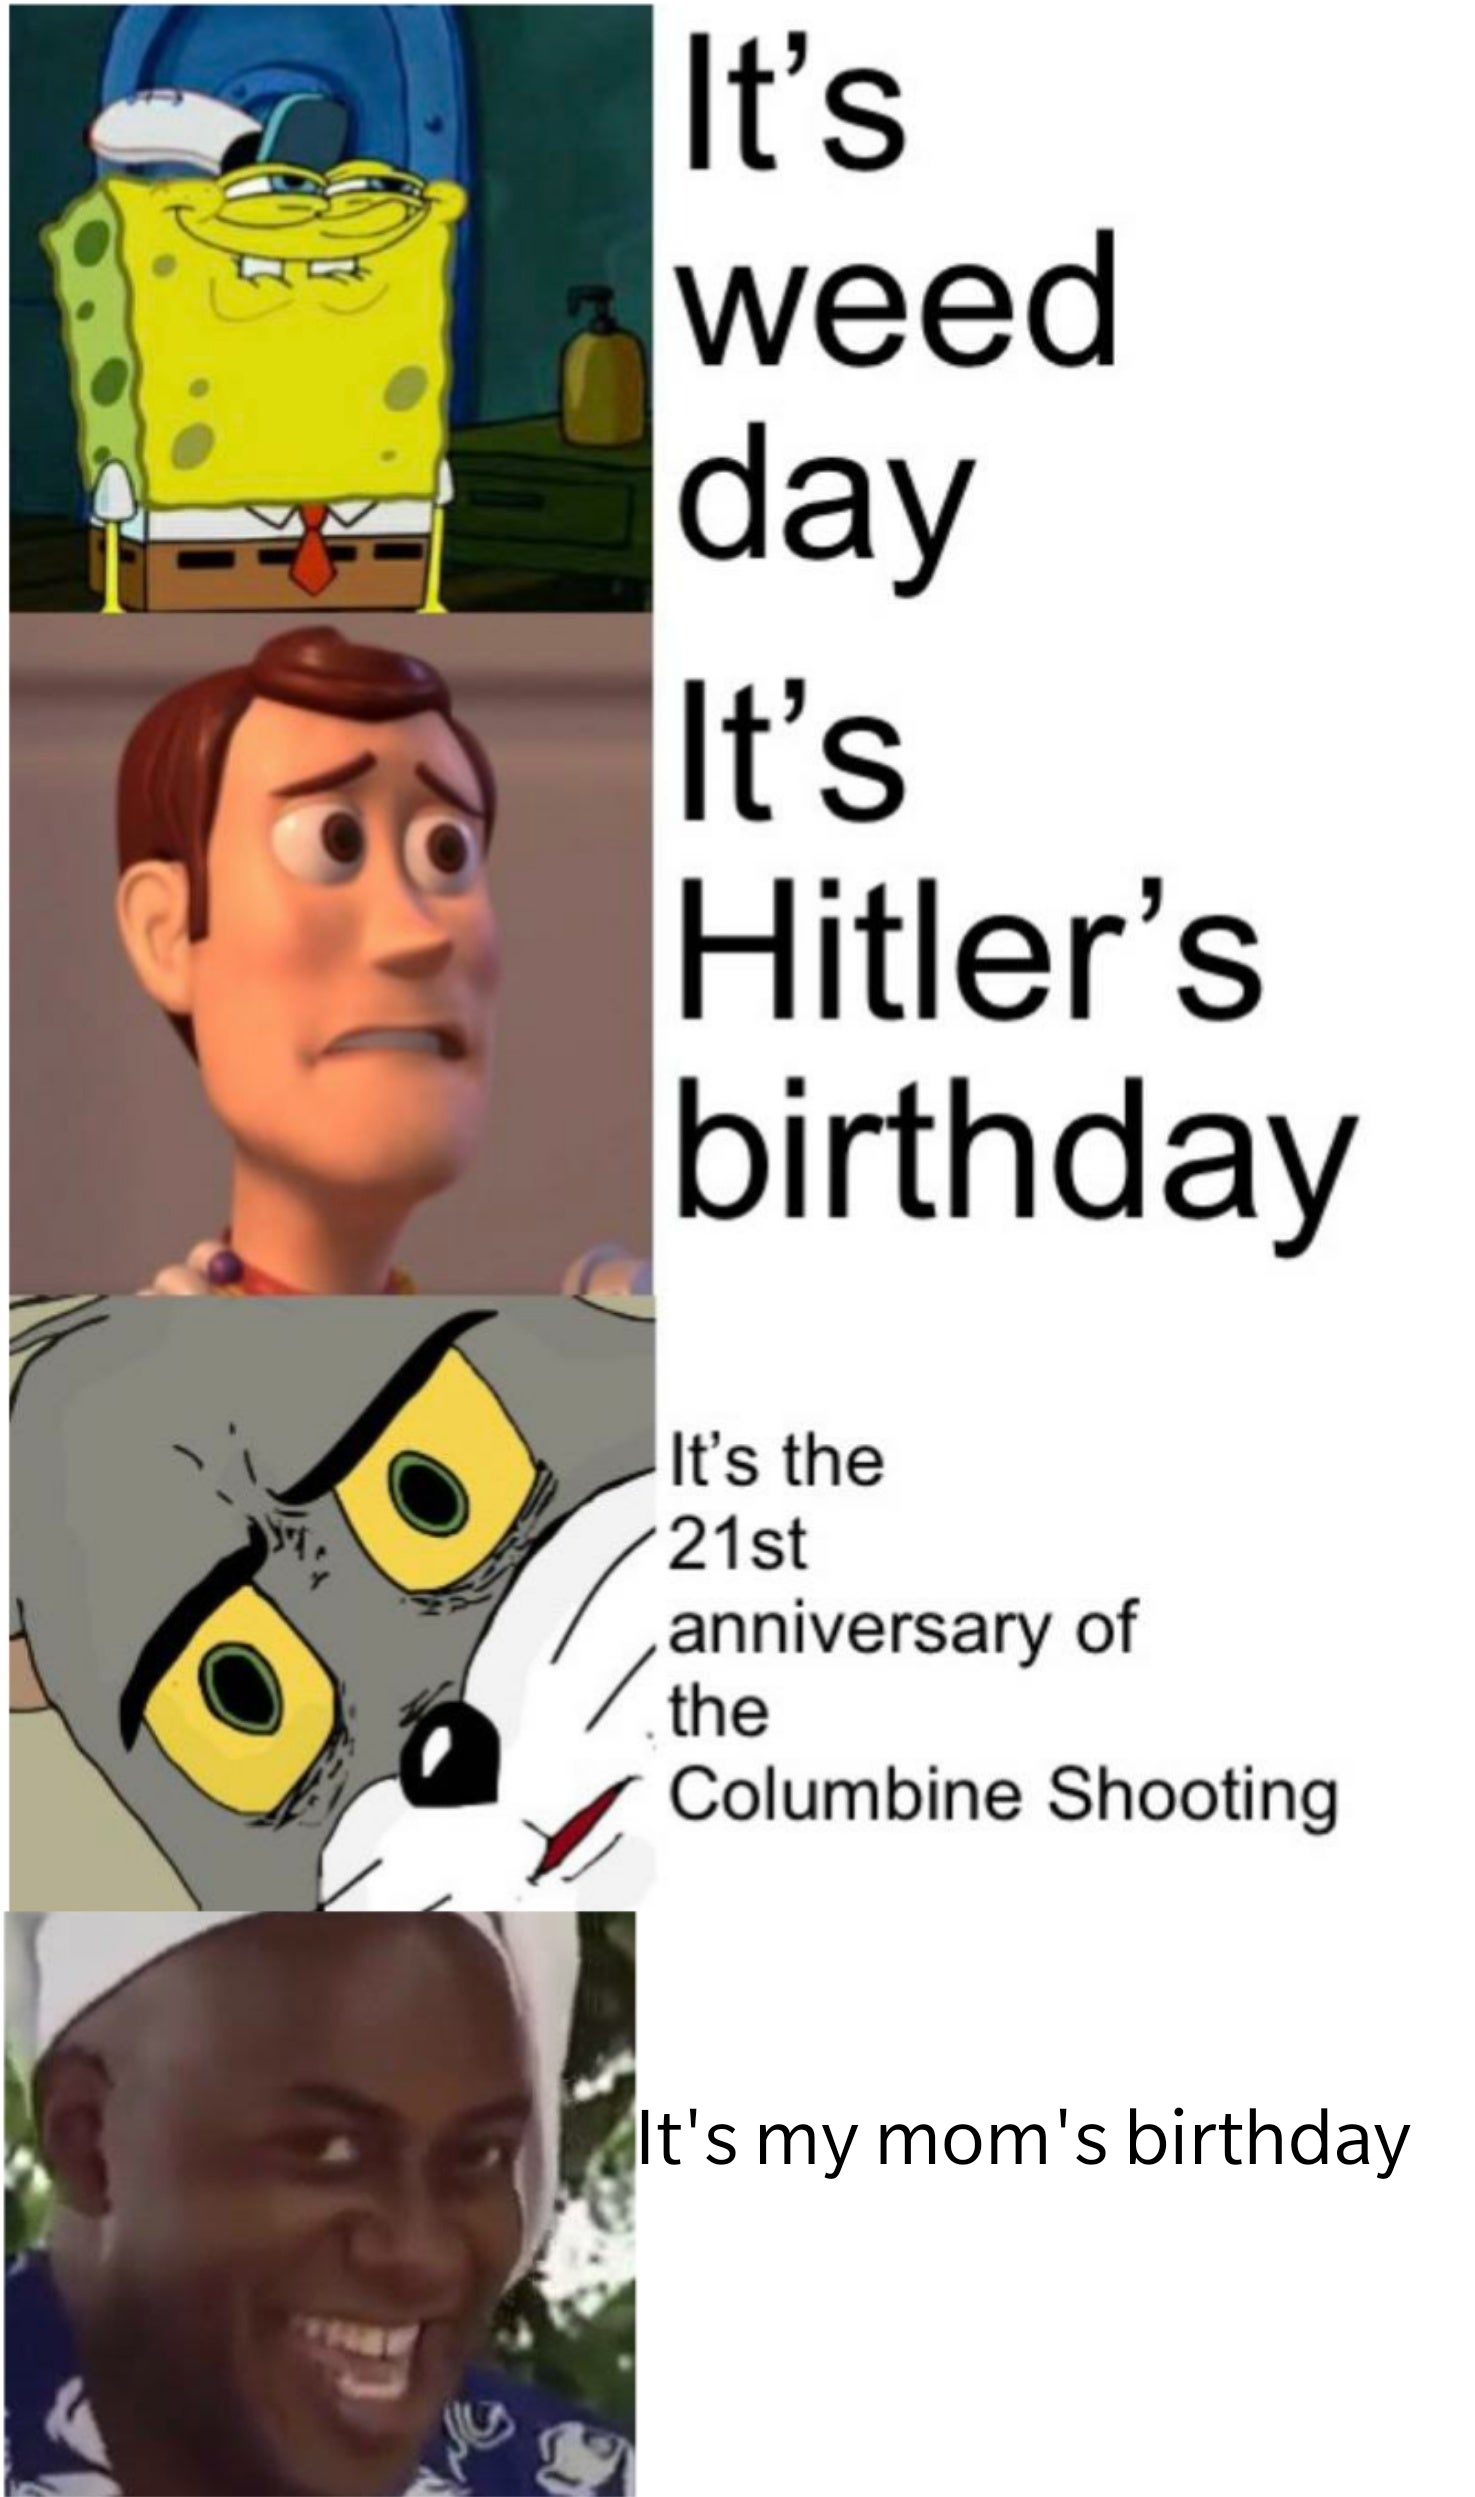 It’s
weed
day
It’s
Hitler’s
birthday
It’s the
21st
anniversary of
the
Columbine Shooting
It's my mom's birthday